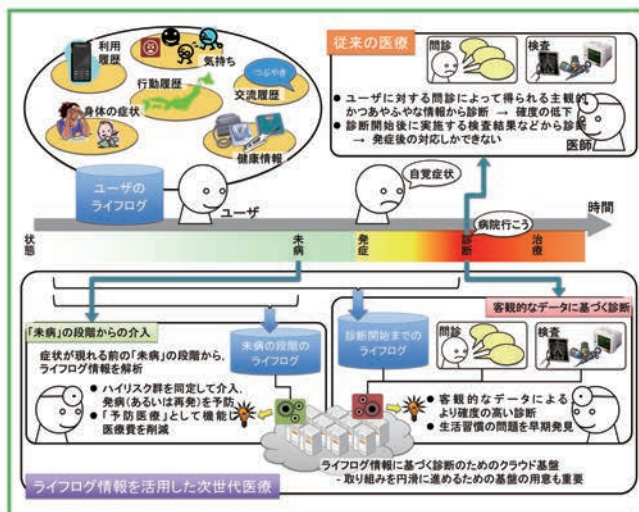 利用
履歴
気持ち
行動履歴
つぶやき
交流履歴
身体の症状
健康情報
従来の医療
問診
検査
● ユーザに対する問診によって得られる主観的
かつあやふやな情報から診断 → 確度の低下
● 診断開始後に実施する検査結果などから診断
→ 発症後の対応しかできない
医師
ユーザの
ライフログ
ユーザ
自覚症状
時間
病院行こう
状態
未病
発症
診断
治療
「未病」の段階からの介入
症状が現れる前の「未病」の段階から,
ライフログ情報を解析
● ハイリスク群を同定して介入,
発病(あるいは再発)を予防
● 「予防医療」として機能し
医療費を削減
未病の段階の
ライフログ
診断開始までの
ライフログ
客観的なデータに基づく診断
問診
検査
● 客観的なデータによる
より確度の高い診断
● 生活習慣の問題を早期発見
ライフログ情報に基づく診断のためのクラウド基盤
- 取り組みを円滑に進めるための基盤の用意も重要
ライフログ情報を活用した次世代医療